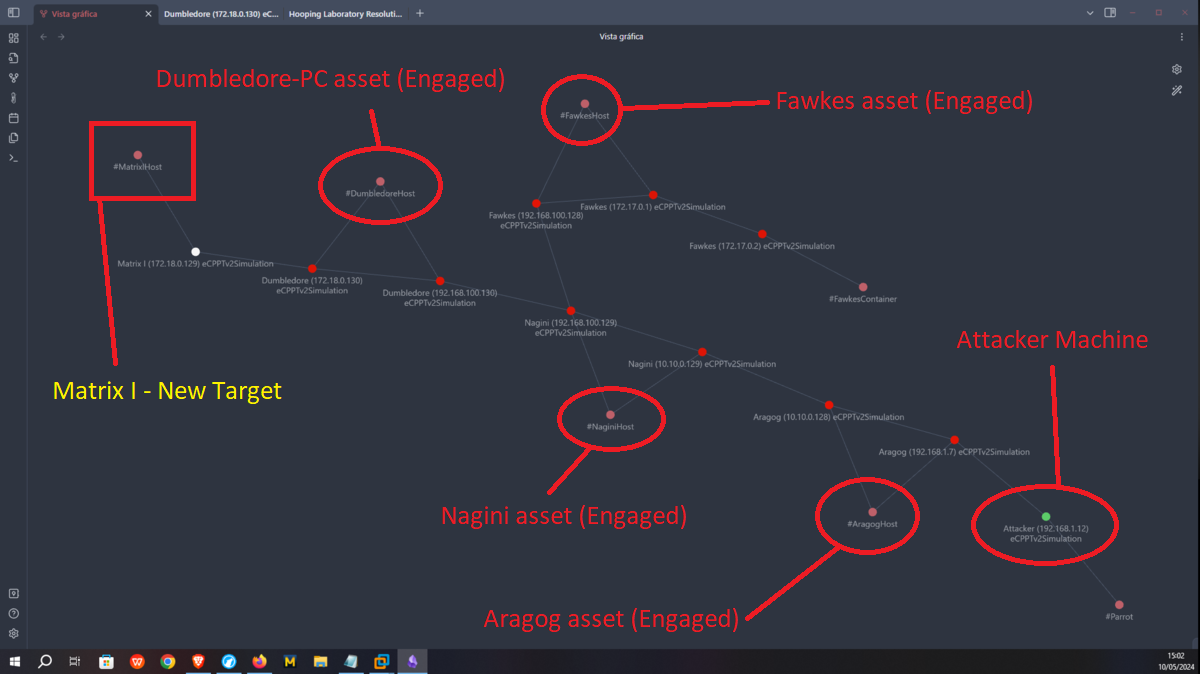 Vista gráfica
Dumbledore (172.18.0.130) eC...
Hooping Laboratory Resoluti...
Vista gráfica
Dumbledore-PC asset (Engaged)
Fawkes asset (Engaged)
#FawkesHost
#MatrixIHost
#DumbledoreHost
Fawkes (192.168.100.128)
eCPPTv2Simulation
Fawkes (172.17.0.1) eCPPTv2Simulation
Fawkes (172.17.0.2) eCPPTv2Simulation
Matrix I (172.18.0.129) eCPPTv2Simulation
Dumbledore (172.18.0.130)
eCPPTv2Simulation
Dumbledore (192.168.100.130)
eCPPTv2Simulation
#FawkesContainer
Nagini (192.168.100.129)
eCPPTv2Simulation
Attacker Machine
Nagini (10.10.0.129) eCPPTv2Simulation
Matrix I - New Target
Aragog (10.10.0.128) eCPPTv2Simulation
#NaginiHost
Aragog (192.168.1.7) eCPPTv2Simulation
Nagini asset (Engaged)
#AragogHost
Attacker (192.168.1.12)
eCPPTv2Simulation
Aragog asset (Engaged)
#Parrot
15:02
10/05/2024